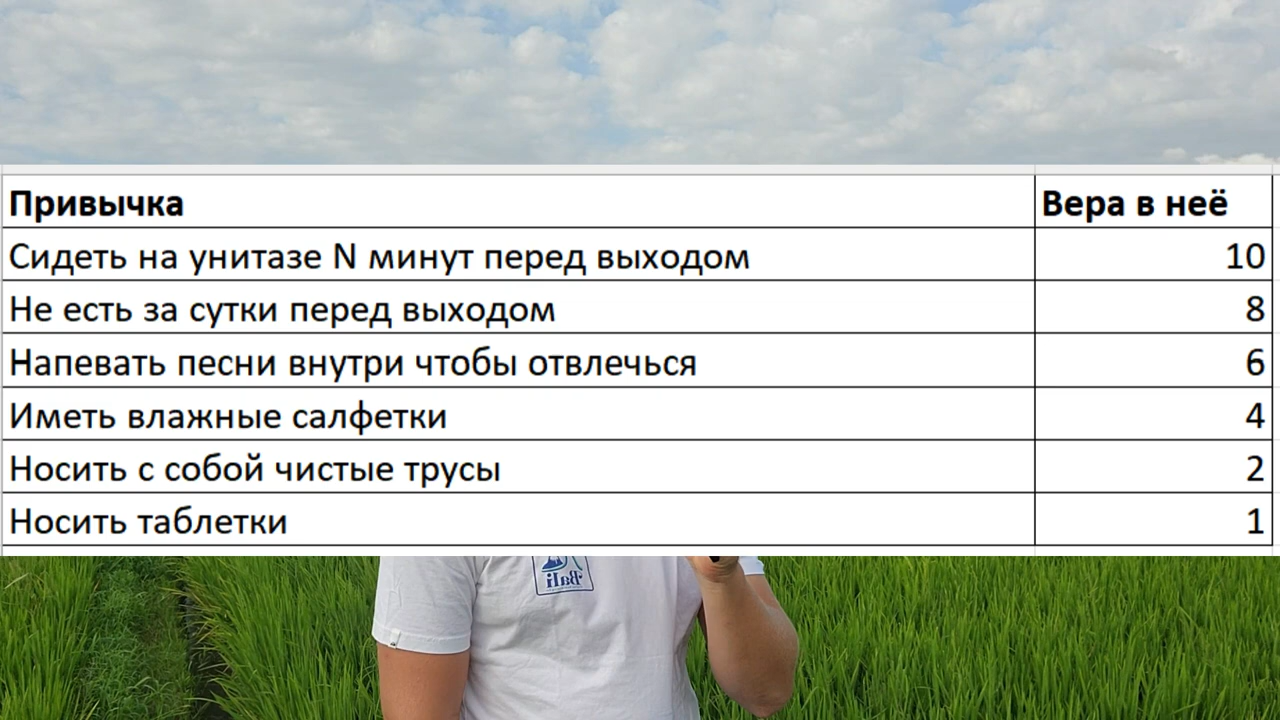 Привычка Вера в неё
Сидеть на унитазе N минут перед выходом 10
Не есть за сутки перед выходом 8
Напевать песни внутри чтобы отвлечься 6
Иметь влажные салфетки 4
Носить с собой чистые трусы 2
Носить таблетки 1
Bali